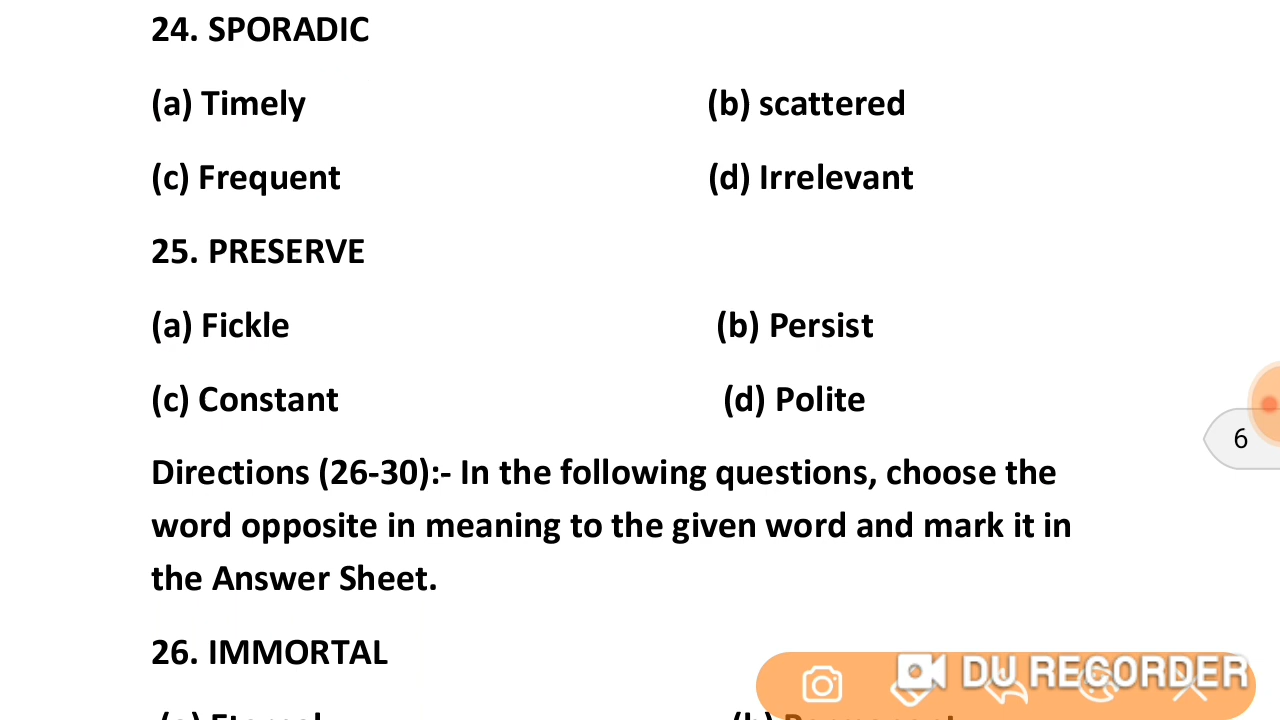 24. SPORADIC
(a) Timely (b) scattered
(c) Frequent (d) Irrelevant
25. PRESERVE
(a) Fickle (b) Persist
(c) Constant (d) Polite
Directions (26-30):- In the following questions, choose the
word opposite in meaning to the given word and mark it in
the Answer Sheet.
6
26. IMMORTAL
DU RECORDER